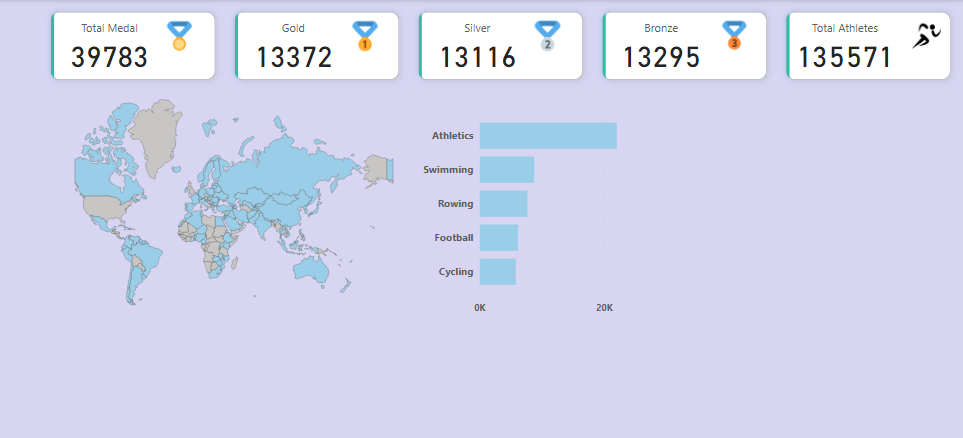 Total Medal
39783
Gold
1
13372
Silver
2
13116
Bronze
3
13295
Total Athletes
135571
Athletics
Swimming
Rowing
Football
Cycling
0K 20K